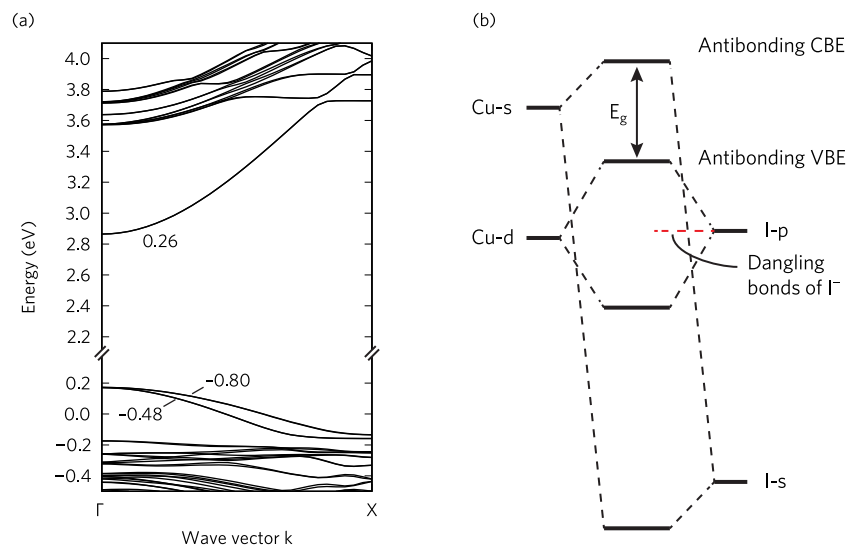 (a)
4.0
3.8
3.6
3.4
3.2
3.0
2.8
2.6
2.4
2.2
0.2
0.0
−0.2
−0.4
Energy (eV)
0.26
−0.80
−0.48
Γ
X
Wave vector k
(b)
Antibonding CBE
Cu-s
E_g
Antibonding VBE
Cu-d
I-p
Dangling
bonds of I⁻
I-s